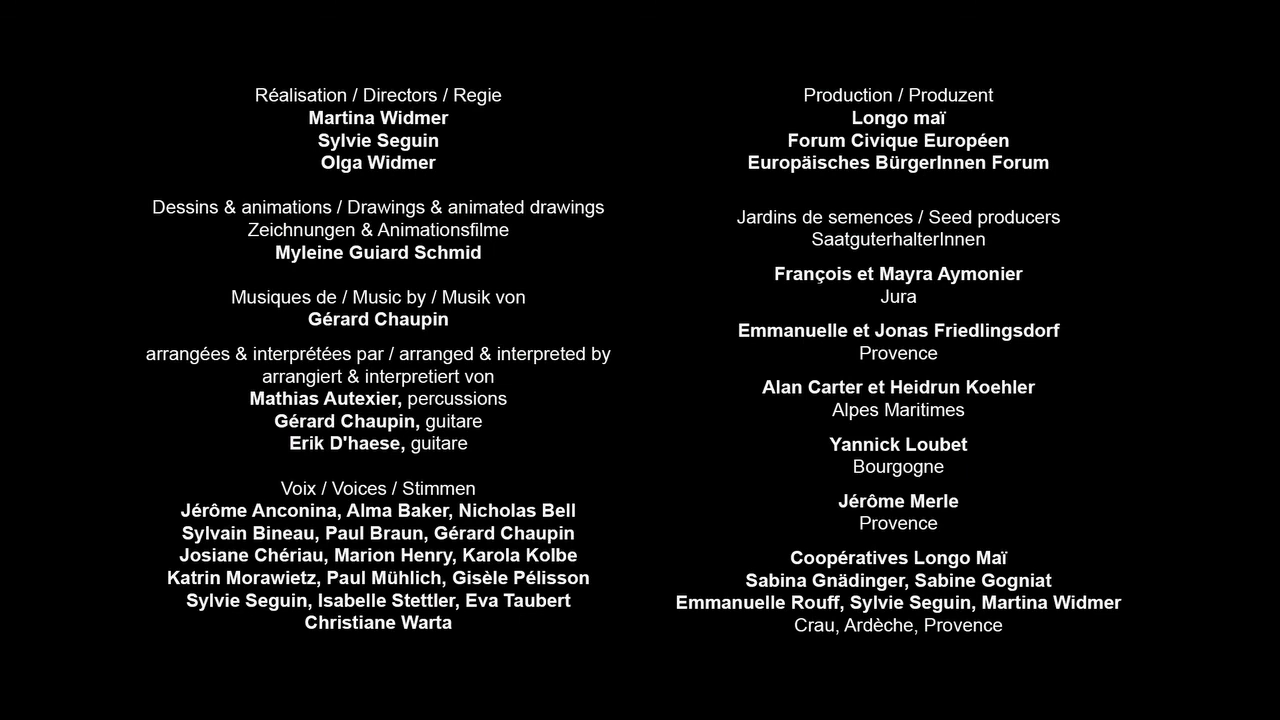 Réalisation / Directors / Regie
Martina Widmer
Sylvie Seguin
Olga Widmer
Dessins & animations / Drawings & animated drawings
Zeichnungen & Animationsfilme
Myleine Guiard Schmid
Musiques de / Music by / Musik von
Gérard Chaupin
arrangées & interprétées par / arranged & interpreted by
arrangiert & interpretiert von
Mathias Autexier, percussions
Gérard Chaupin, guitare
Erik D'haese, guitare
Voix / Voices / Stimmen
Jérôme Anconina, Alma Baker, Nicholas Bell
Sylvain Bineau, Paul Braun, Gérard Chaupin
Josiane Chériau, Marion Henry, Karola Kolbe
Katrin Morawietz, Paul Mühlich, Gisèle Pélisson
Sylvie Seguin, Isabelle Stettler, Eva Taubert
Christiane Warta
Production / Produzent
Longo maï
Forum Civique Européen
Europäisches BürgerInnen Forum
Jardins de semences / Seed producers
SaatguterhalterInnen
François et Mayra Aymonier
Jura
Emmanuelle et Jonas Friedlingsdorf
Provence
Alan Carter et Heidrun Koehler
Alpes Maritimes
Yannick Loubet
Bourgogne
Jérôme Merle
Provence
Coopératives Longo Maï
Sabina Gnädinger, Sabine Gogniat
Emmanuelle Rouff, Sylvie Seguin, Martina Widmer
Crau, Ardèche, Provence